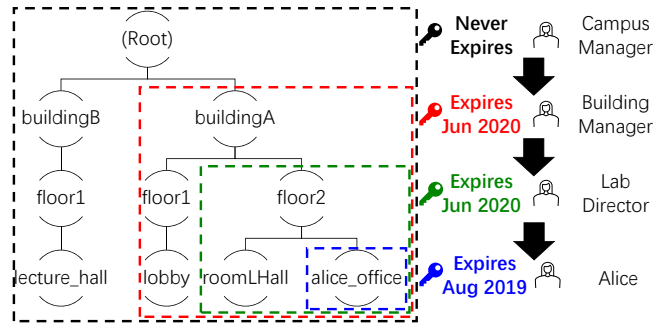 (Root)
Never
Expires
Campus
Manager
buildingB
buildingA
Expires
Jun 2020
Building
Manager
floor1
floor1
floor2
Expires
Jun 2020
Lab
Director
lecture_hall
lobby
roomLHall
alice_office
Expires
Aug 2019
Alice